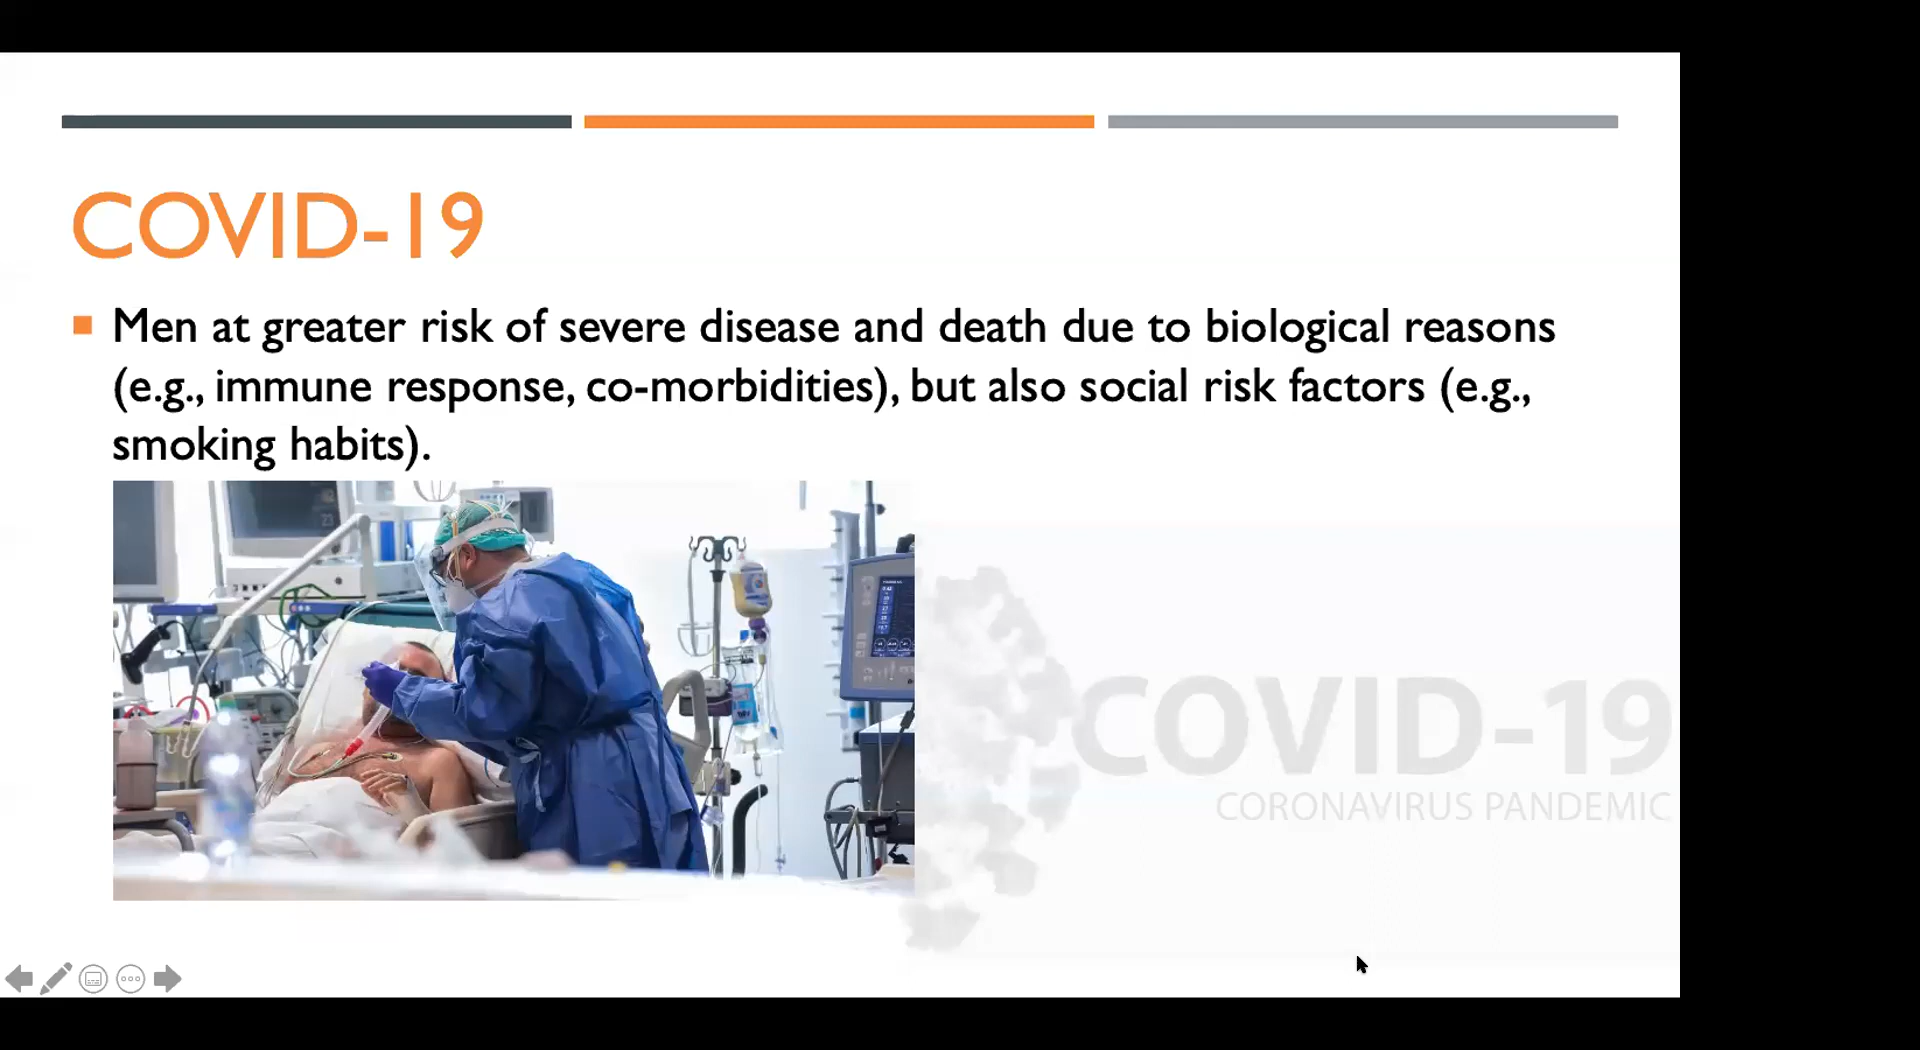 COVID-19
Men at greater risk of severe disease and death due to biological reasons
(e.g., immune response, co-morbidities), but also social risk factors (e.g.,
smoking habits).
COVID-19
CORONAVIRUS PANDEMIC